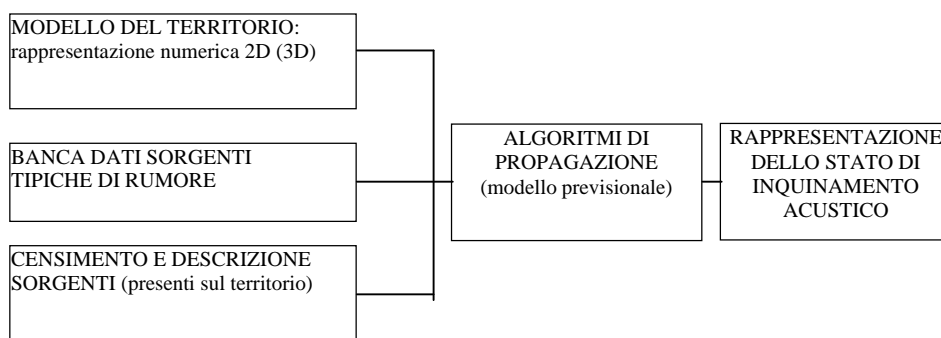 MODELLO DEL TERRITORIO:
rappresentazione numerica 2D (3D)
BANCA DATI SORGENTI
TIPICHE DI RUMORE
CENSIMENTO E DESCRIZIONE
SORGENTI (presenti sul territorio)
ALGORITMI DI
PROPAGAZIONE
(modello previsionale)
RAPPRESENTAZIONE
DELLO STATO DI
INQUINAMENTO
ACUSTICO